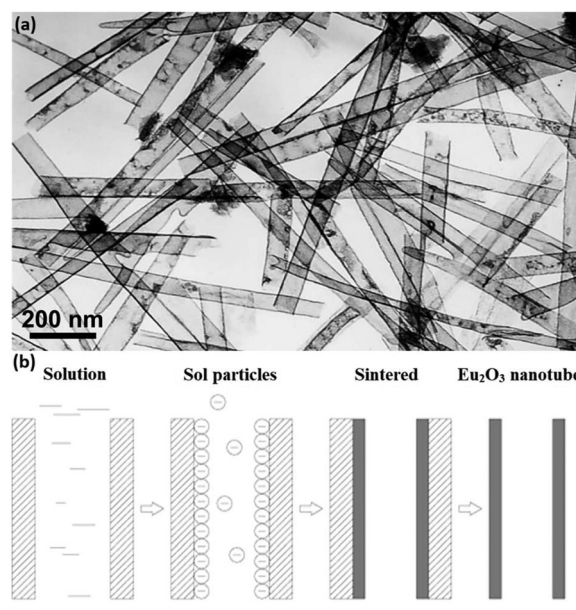 (a)
200 nm
(b)
Solution
Sol particles
Sintered
Eu₂O₃ nanotube